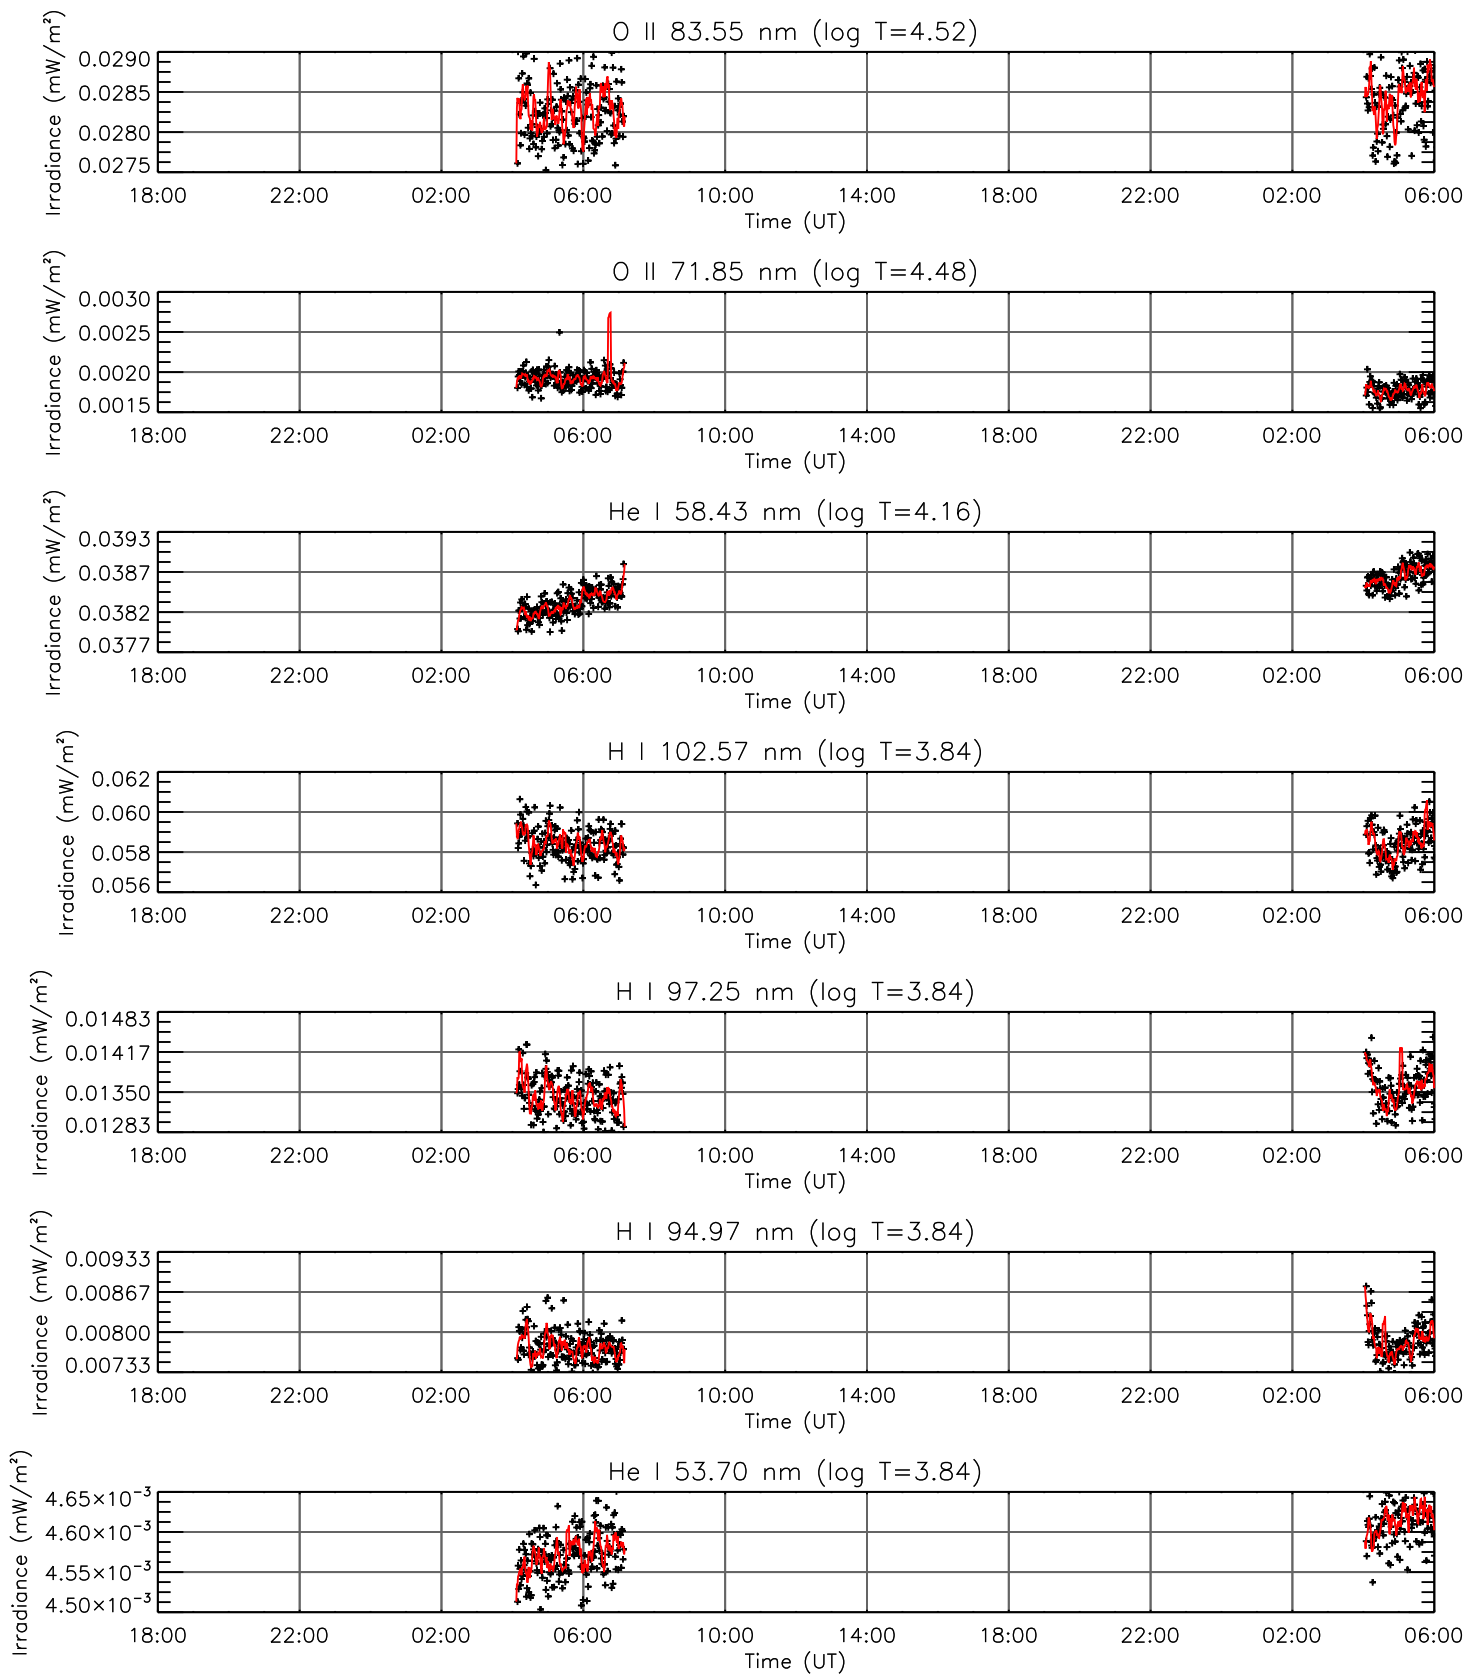 O II 83.55 nm (log T=4.52)
Irradiance (mW/m²)
0.0290
0.0285
0.0280
0.0275
18:00 22:00 02:00 06:00 10:00 14:00 18:00 22:00 02:00 06:00
Time (UT)
O II 71.85 nm (log T=4.48)
Irradiance (mW/m²)
0.0030
0.0025
0.0020
0.0015
18:00 22:00 02:00 06:00 10:00 14:00 18:00 22:00 02:00 06:00
Time (UT)
He I 58.43 nm (log T=4.16)
Irradiance (mW/m²)
0.0393
0.0387
0.0382
0.0377
18:00 22:00 02:00 06:00 10:00 14:00 18:00 22:00 02:00 06:00
Time (UT)
H I 102.57 nm (log T=3.84)
Irradiance (mW/m²)
0.062
0.060
0.058
0.056
18:00 22:00 02:00 06:00 10:00 14:00 18:00 22:00 02:00 06:00
Time (UT)
H I 97.25 nm (log T=3.84)
Irradiance (mW/m²)
0.01483
0.01417
0.01350
0.01283
18:00 22:00 02:00 06:00 10:00 14:00 18:00 22:00 02:00 06:00
Time (UT)
H I 94.97 nm (log T=3.84)
Irradiance (mW/m²)
0.00933
0.00867
0.00800
0.00733
18:00 22:00 02:00 06:00 10:00 14:00 18:00 22:00 02:00 06:00
Time (UT)
He I 53.70 nm (log T=3.84)
Irradiance (mW/m²)
4.65×10⁻³
4.60×10⁻³
4.55×10⁻³
4.50×10⁻³
18:00 22:00 02:00 06:00 10:00 14:00 18:00 22:00 02:00 06:00
Time (UT)